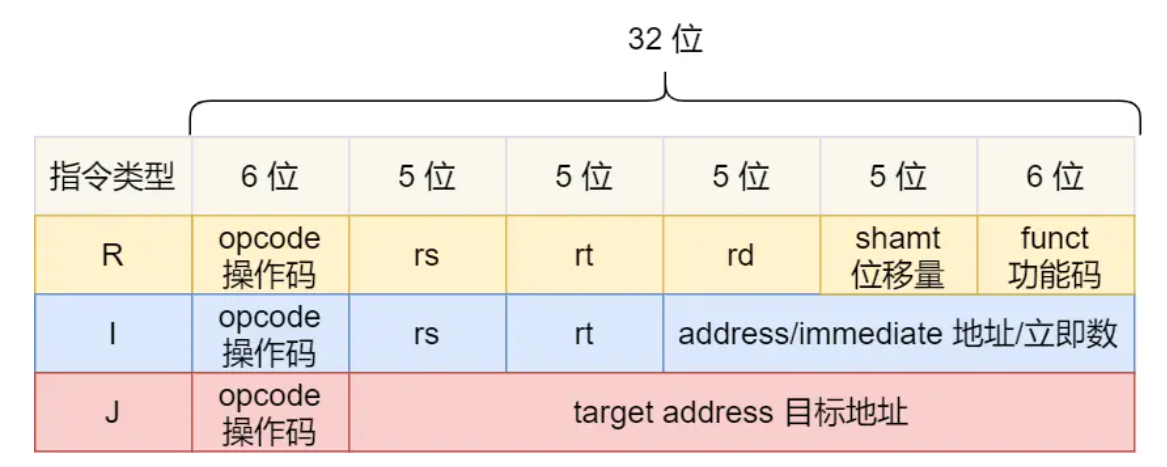 32 位
指令类型 6 位 5 位 5 位 5 位 5 位 6 位
R opcode 操作码 rs rt rd shamt 位移量 funct 功能码
I opcode 操作码 rs rt address/immediate 地址/立即数
J opcode 操作码 target address 目标地址